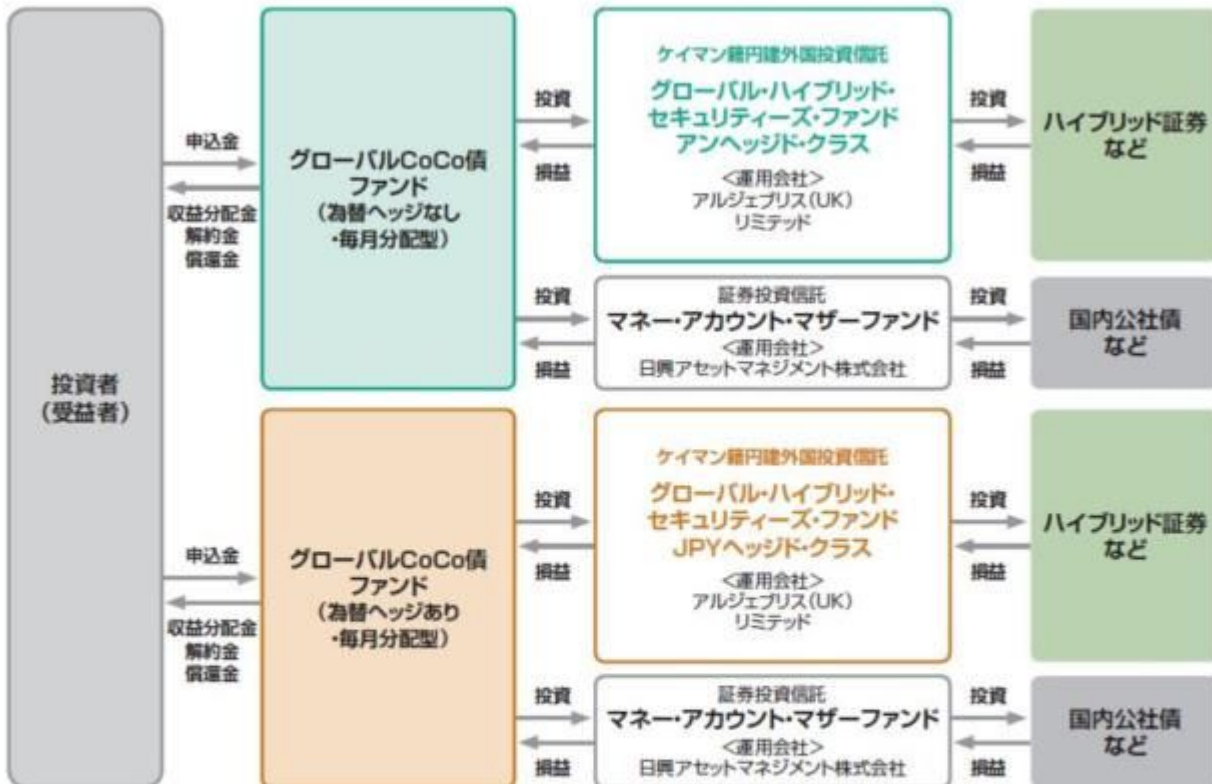 投資者
（受益者）
申込金
収益分配金
解約金
償還金
グローバルCoCo債
ファンド
（為替ヘッジなし
・毎月分配型）
投資
損益
ケイマン籍円建外国投資信託
グローバル・ハイブリッド・
セキュリティーズ・ファンド
アンヘッジド・クラス
＜運用会社＞
アルジェブリス（UK）
リミテッド
投資
損益
ハイブリッド証券
など
投資
損益
証券投資信託
マネー・アカウント・マザーファンド
＜運用会社＞
日興アセットマネジメント株式会社
投資
損益
国内公社債
など
申込金
収益分配金
解約金
償還金
グローバルCoCo債
ファンド
（為替ヘッジあり
・毎月分配型）
投資
損益
ケイマン籍円建外国投資信託
グローバル・ハイブリッド・
セキュリティーズ・ファンド
JPYヘッジド・クラス
＜運用会社＞
アルジェブリス（UK）
リミテッド
投資
損益
ハイブリッド証券
など
投資
損益
証券投資信託
マネー・アカウント・マザーファンド
＜運用会社＞
日興アセットマネジメント株式会社
投資
損益
国内公社債
など